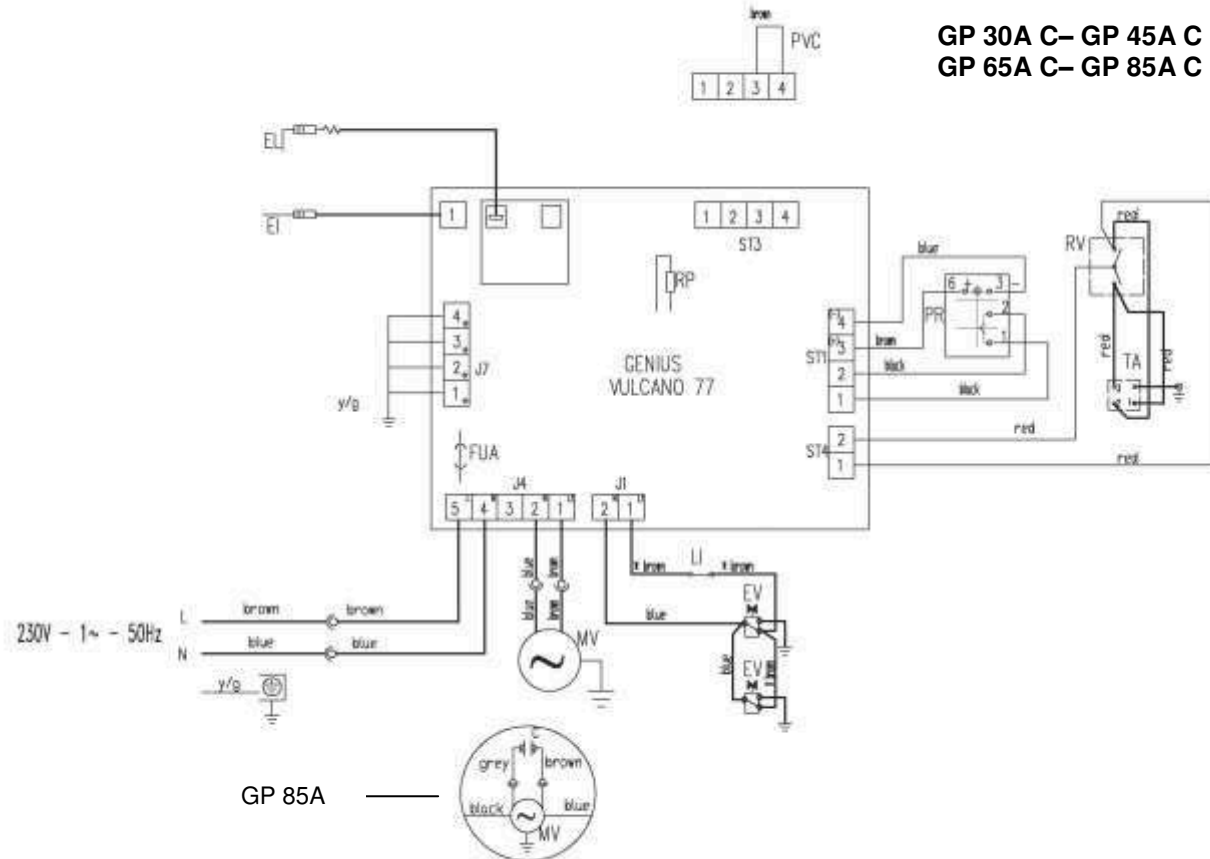 GP 30A C– GP 45A C
GP 65A C– GP 85A C
brown
PVC
1 2 3 4
EL
EI
1
1 2 3 4
ST3
RP
GENIUS
VULCANO 77
4
3
2
1
J7
y/g
FUA
J4
5 4 3 2 1
J1
2 1
ST1
4
3
2
1
ST4
2
1
blue
brown
black
black
6 + 3 -
PR
2
1
RV
red
red
TA
red
red
red
230V - 1~ - 50Hz
L
brown
brown
N
blue
blue
y/g
blue
brown
blue
brown
MV
blue
brown
LI
brown
EV
M
blue
brown
EV
M
GP 85A
C
grey
brown
black
blue
MV